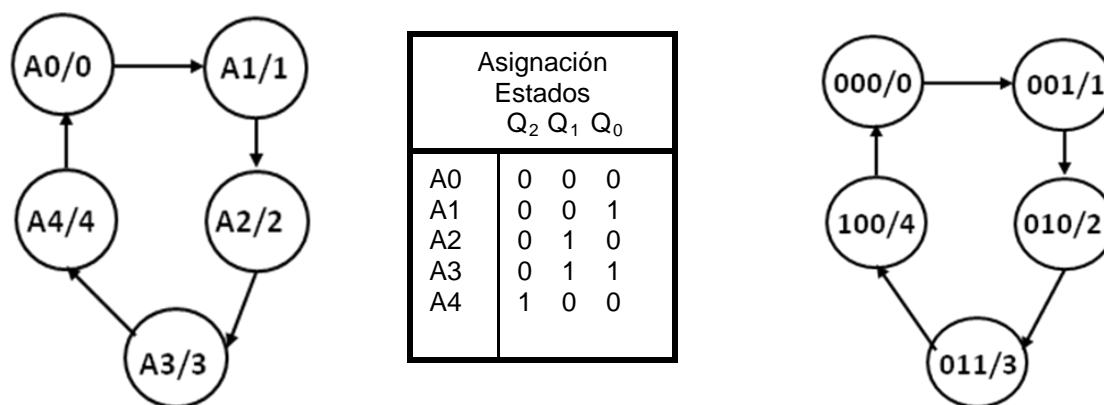 A0/0
A1/1
A4/4
A2/2
A3/3
Asignación
Estados
Q₂ Q₁ Q₀
A0 0 0 0
A1 0 0 1
A2 0 1 0
A3 0 1 1
A4 1 0 0
000/0
001/1
100/4
010/2
011/3